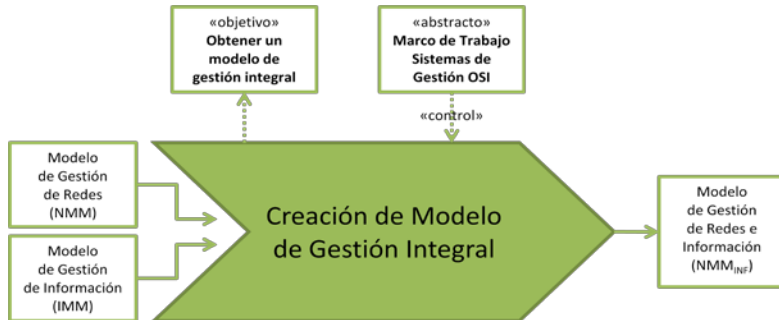 «objetivo»
Obtener un
modelo de
gestión integral
«abstracto»
Marco de Trabajo
Sistemas de
Gestión OSI
«control»
Modelo
de Gestión
de Redes
(NMM)
Modelo
de Gestión
de Información
(IMM)
Creación de Modelo
de Gestión Integral
Modelo
de Gestión
de Redes e
Información
(NMM_INF)